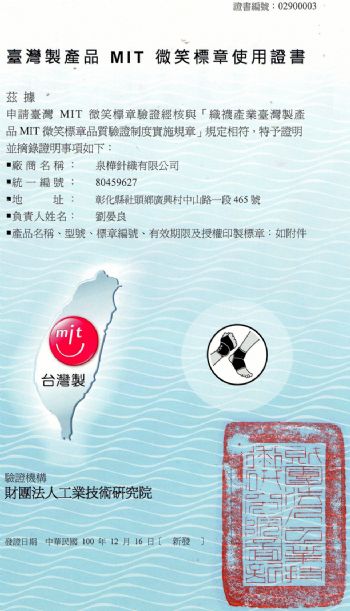 證書編號：02900003
臺灣製產品 MIT 微笑標章使用證書
茲據
申請臺灣 MIT 微笑標章驗證經核與「織襪產業臺灣製產
品 MIT 微笑標章品質驗證制度實施規章」規定相符，特予證明
並摘錄證明事項如下：
▪廠商名稱： 泉樺針織有限公司
▪統一編號： 80459627
▪地 址： 彰化縣社頭鄉廣興村中山路一段 465 號
▪負責人姓名： 劉晏良
▪產品名稱、型號、標章編號、有效期限及授權印製標章：如附件
mit
台灣製
驗證機構
財團法人工業技術研究院
發證日期 中華民國 100 年 12 月 16 日〔 新發 〕